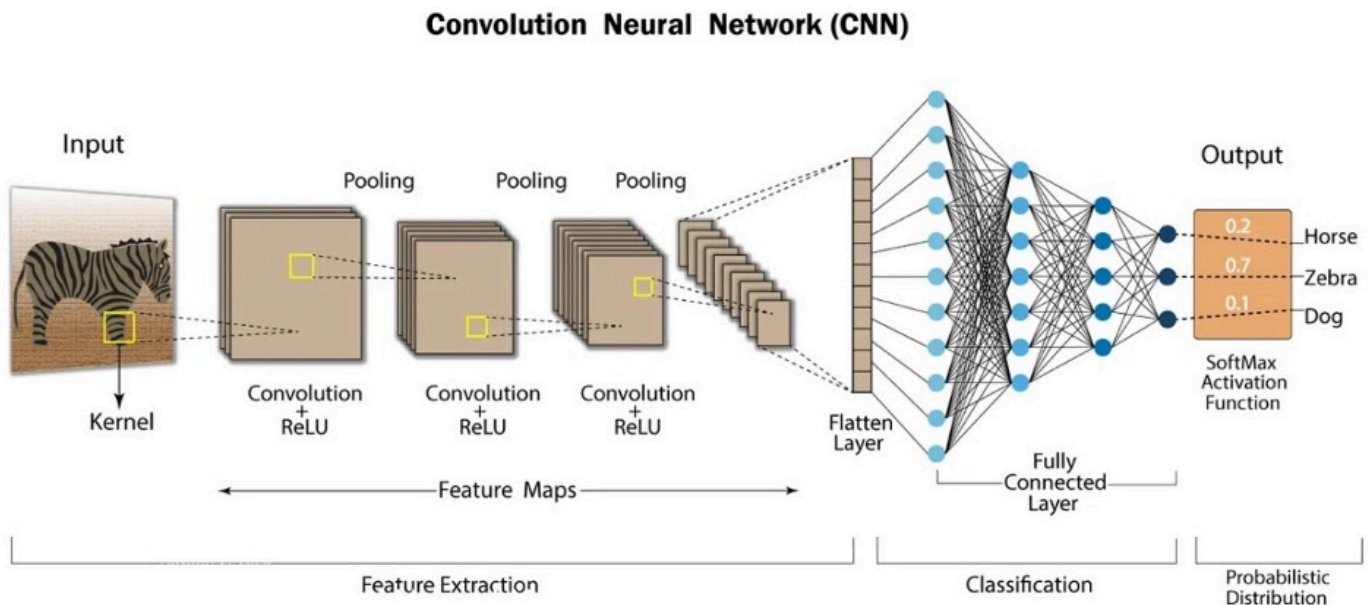 Convolution Neural Network (CNN)
Input
Pooling
Pooling
Pooling
Output
0.2
Horse
0.7
Zebra
0.1
Dog
SoftMax
Activation
Function
Kernel
Convolution
+
ReLU
Convolution
+
ReLU
Convolution
+
ReLU
Flatten
Layer
Fully
Connected
Layer
Feature Maps
Feature Extraction
Classification
Probabilistic
Distribution